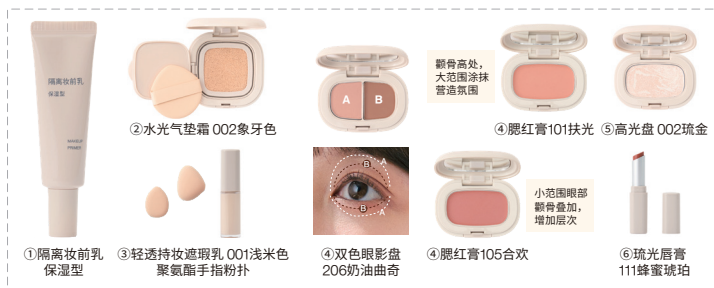 隔离妆前乳
保湿型
MAKEUP
PRIMER
①隔离妆前乳
保湿型
②水光气垫霜 002象牙色
③轻透持妆遮瑕乳 001浅米色
聚氨酯手指粉扑
A B
B
A
B
A
④双色眼影盘
206奶油曲奇
颧骨高处,
大范围涂抹
营造氛围
④腮红膏101扶光
⑤高光盘 002琉金
④腮红膏105合欢
小范围眼部
颧骨叠加,
增加层次
⑥琉光唇膏
111蜂蜜琥珀